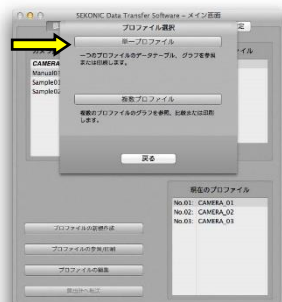 SEKONIC Data Transfer Software - メイン画面
プロファイル選択
定
単一プロファイル
一つのプロファイルのデータテーブル、グラフを参照
または印刷します。
CAMERA
Manual0
Sample0
Sample0
複数プロファイル
複数のプロファイルのグラフを参照、比較または印刷
します。
戻る
現在のプロファイル
No.01: CAMERA_01
No.02: CAMERA_02
No.03: CAMERA_03
プロファイルの新規作成
プロファイルの参照/印刷
プロファイルの編集